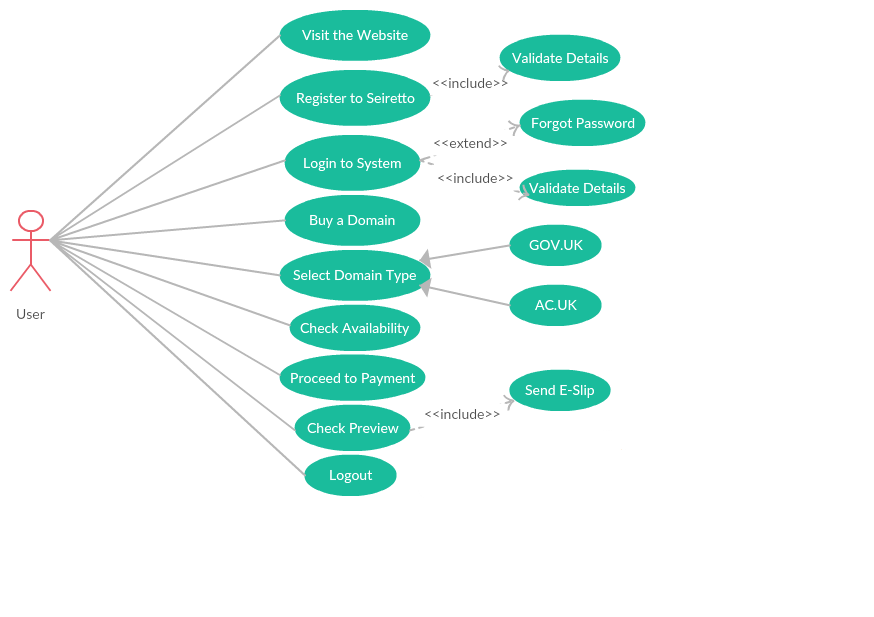 Visit the Website
Validate Details
<<include>>
Register to Seiretto
Forgot Password
<<extend>>
Login to System
<<include>>
Validate Details
Buy a Domain
GOV.UK
Select Domain Type
AC.UK
User
Check Availability
Proceed to Payment
Send E-Slip
<<include>>
Check Preview
Logout